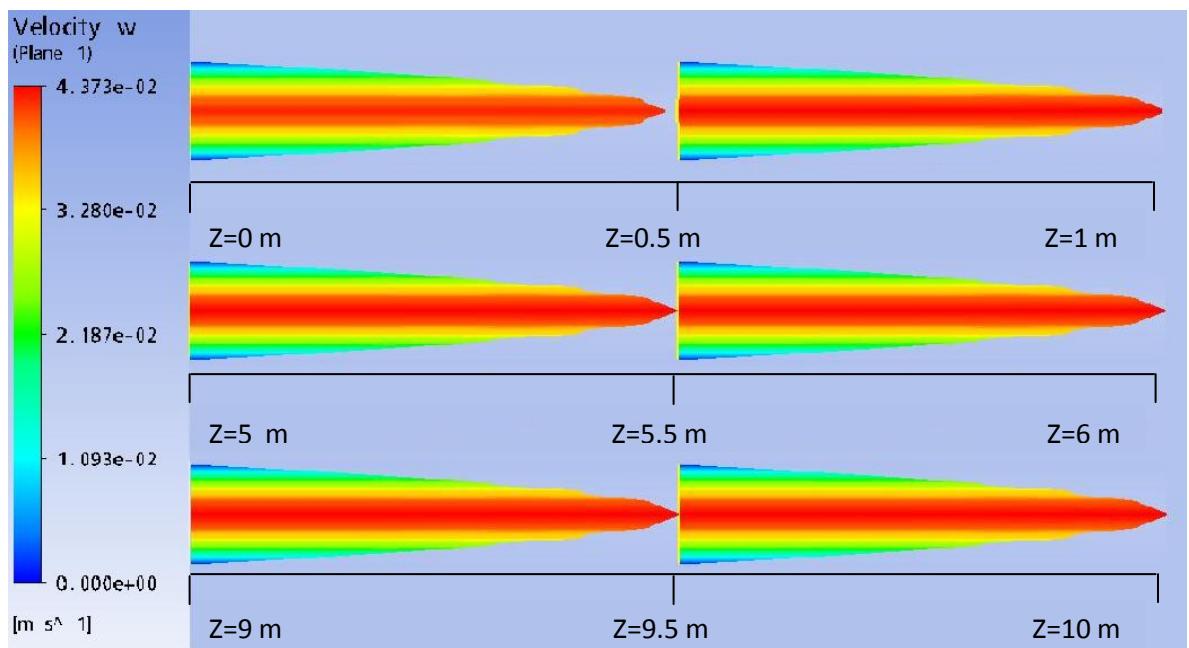 Velocity w
(Plane 1)
4.373e-02
3.280e-02
2.187e-02
1.093e-02
0.000e+00
[m s^ 1]
Z=0 m Z=0.5 m Z=1 m
Z=5 m Z=5.5 m Z=6 m
Z=9 m Z=9.5 m Z=10 m